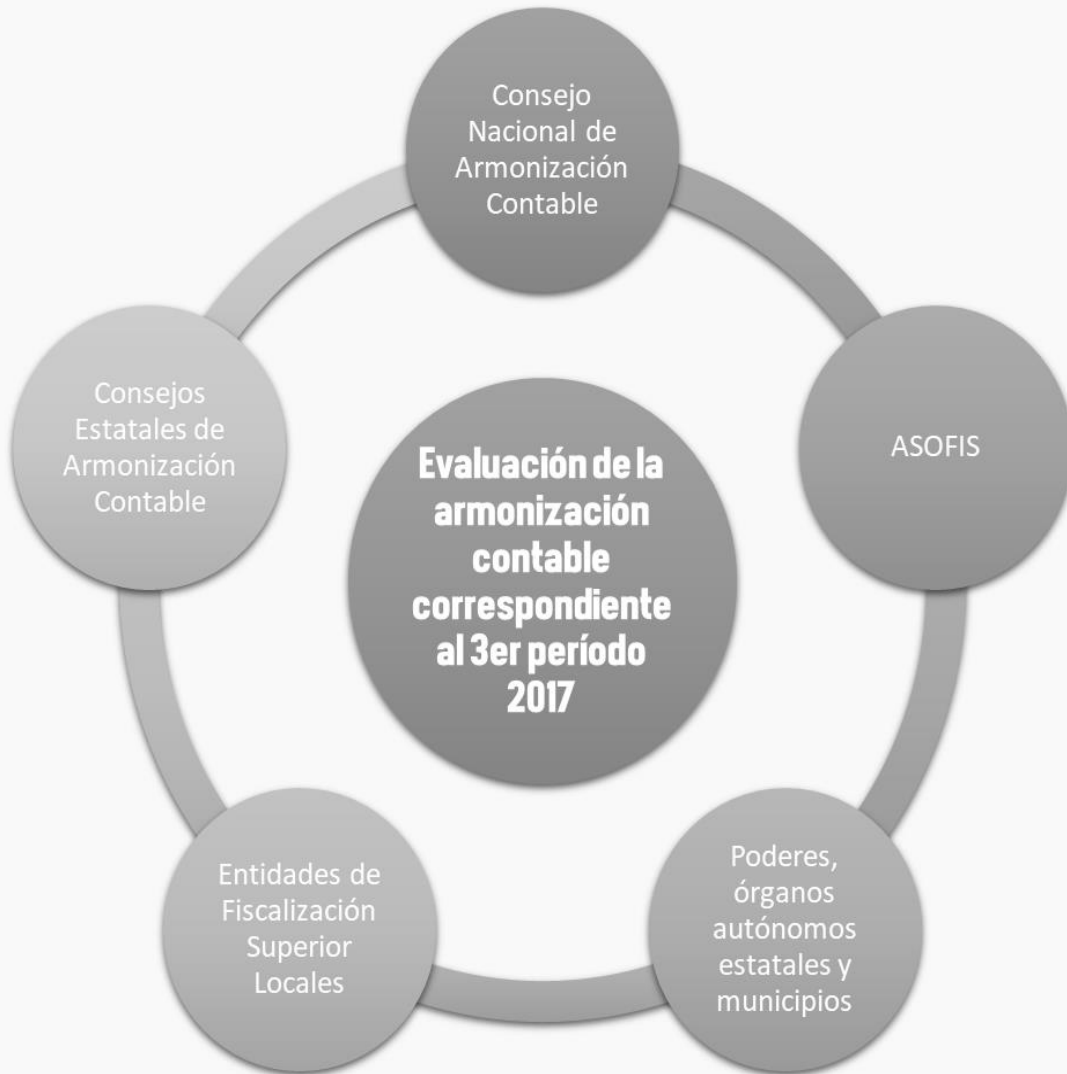 Consejo
Nacional de
Armonización
Contable
ASOFIS
Poderes,
órganos
autónomos
estatales y
municipios
Entidades de
Fiscalización
Superior
Locales
Consejos
Estatales de
Armonización
Contable
Evaluación de la
armonización
contable
correspondiente
al 3er período
2017